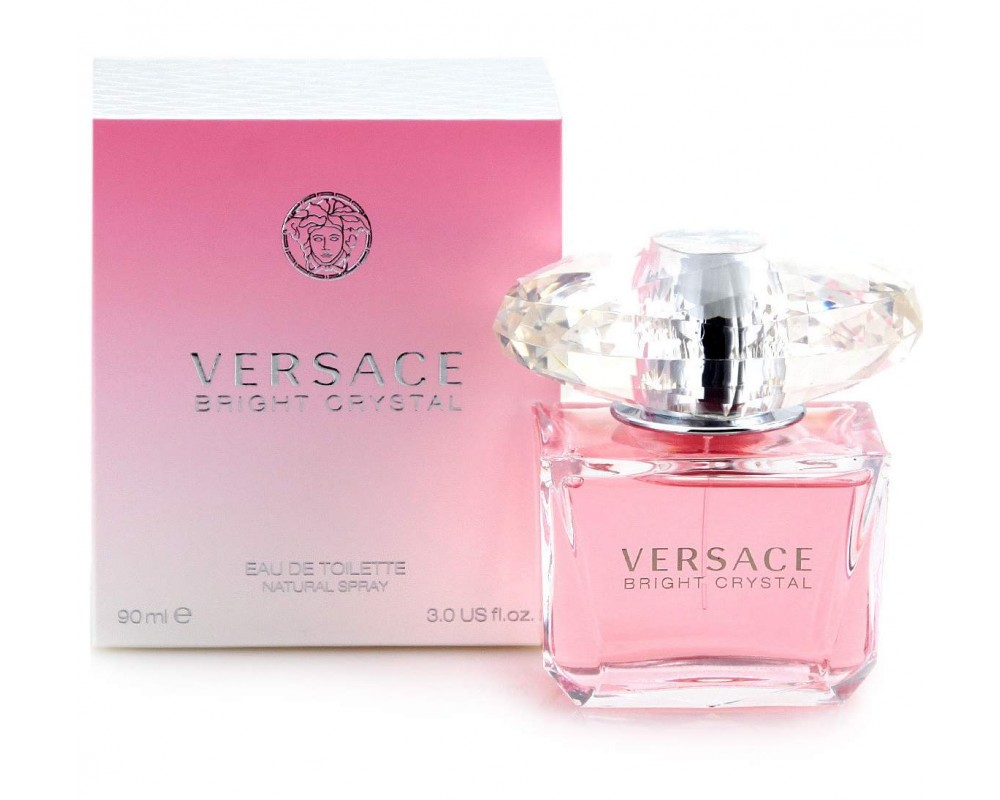 VERSACE
BRIGHT CRYSTAL
EAU DE TOILETTE
NATURAL SPRAY
90 ml e
3.0 US fl.oz.
VERSACE
BRIGHT CRYSTAL